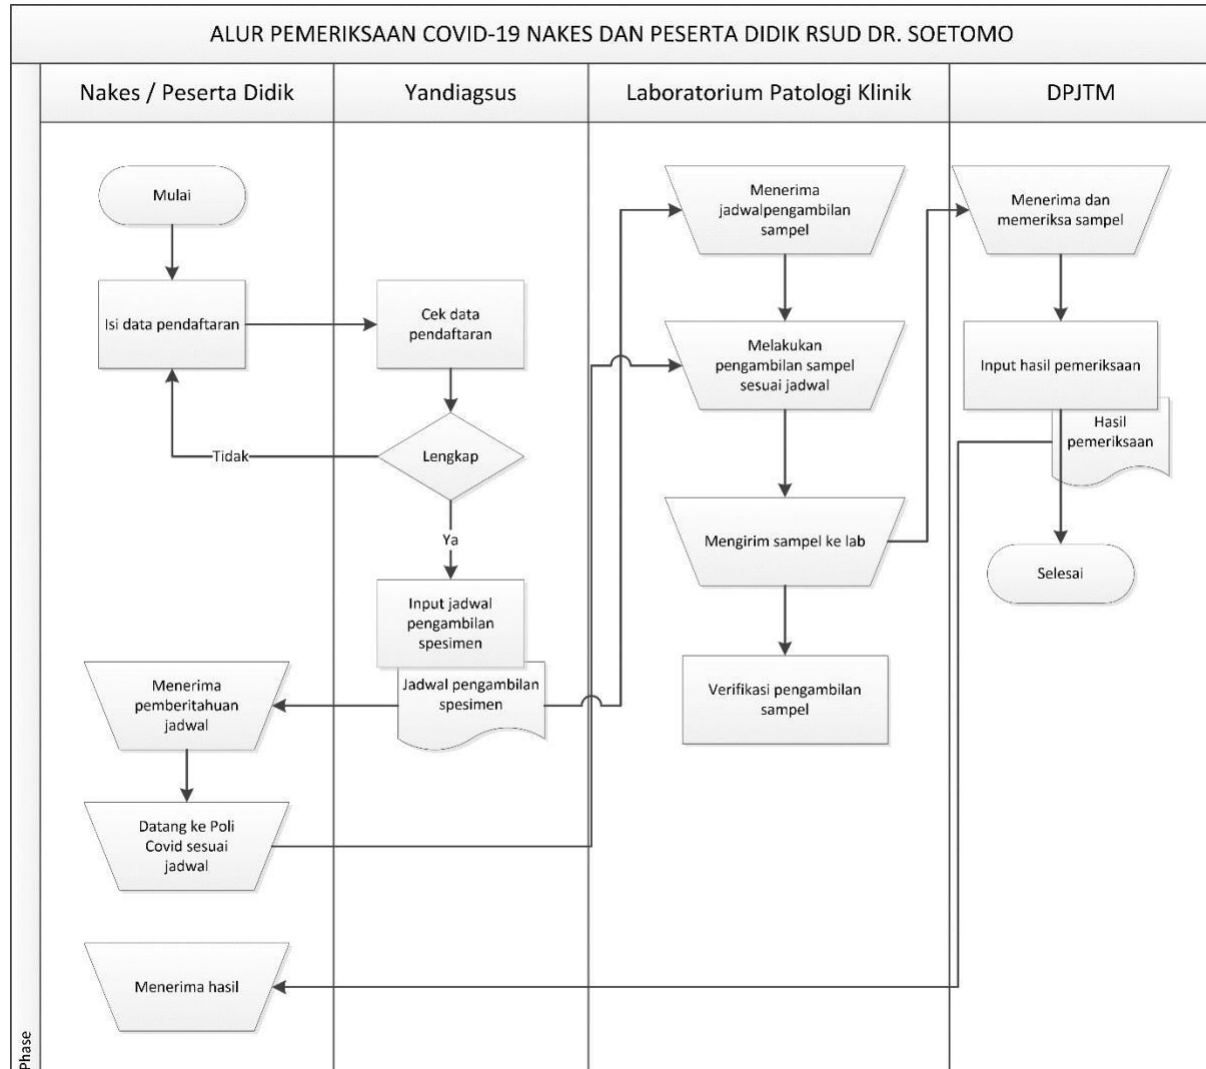 ALUR PEMERIKSAAN COVID-19 NAKES DAN PESERTA DIDIK RSUD DR. SOETOMO
Phase
Nakes / Peserta Didik
Mulai
Isi data pendaftaran
Tidak
Menerima
pemberitahuan
jadwal
Datang ke Poli
Covid sesuai
jadwal
Menerima hasil
Yandiagsus
Cek data
pendaftaran
Lengkap
Ya
Input jadwal
pengambilan
spesimen
Jadwal pengambilan
spesimen
Laboratorium Patologi Klinik
Menerima
jadwalpengambilan
sampel
Melakukan
pengambilan sampel
sesuai jadwal
Mengirim sampel ke lab
Verifikasi pengambilan
sampel
DPJTM
Menerima dan
memeriksa sampel
Input hasil pemeriksaan
Hasil
pemeriksaan
Selesai